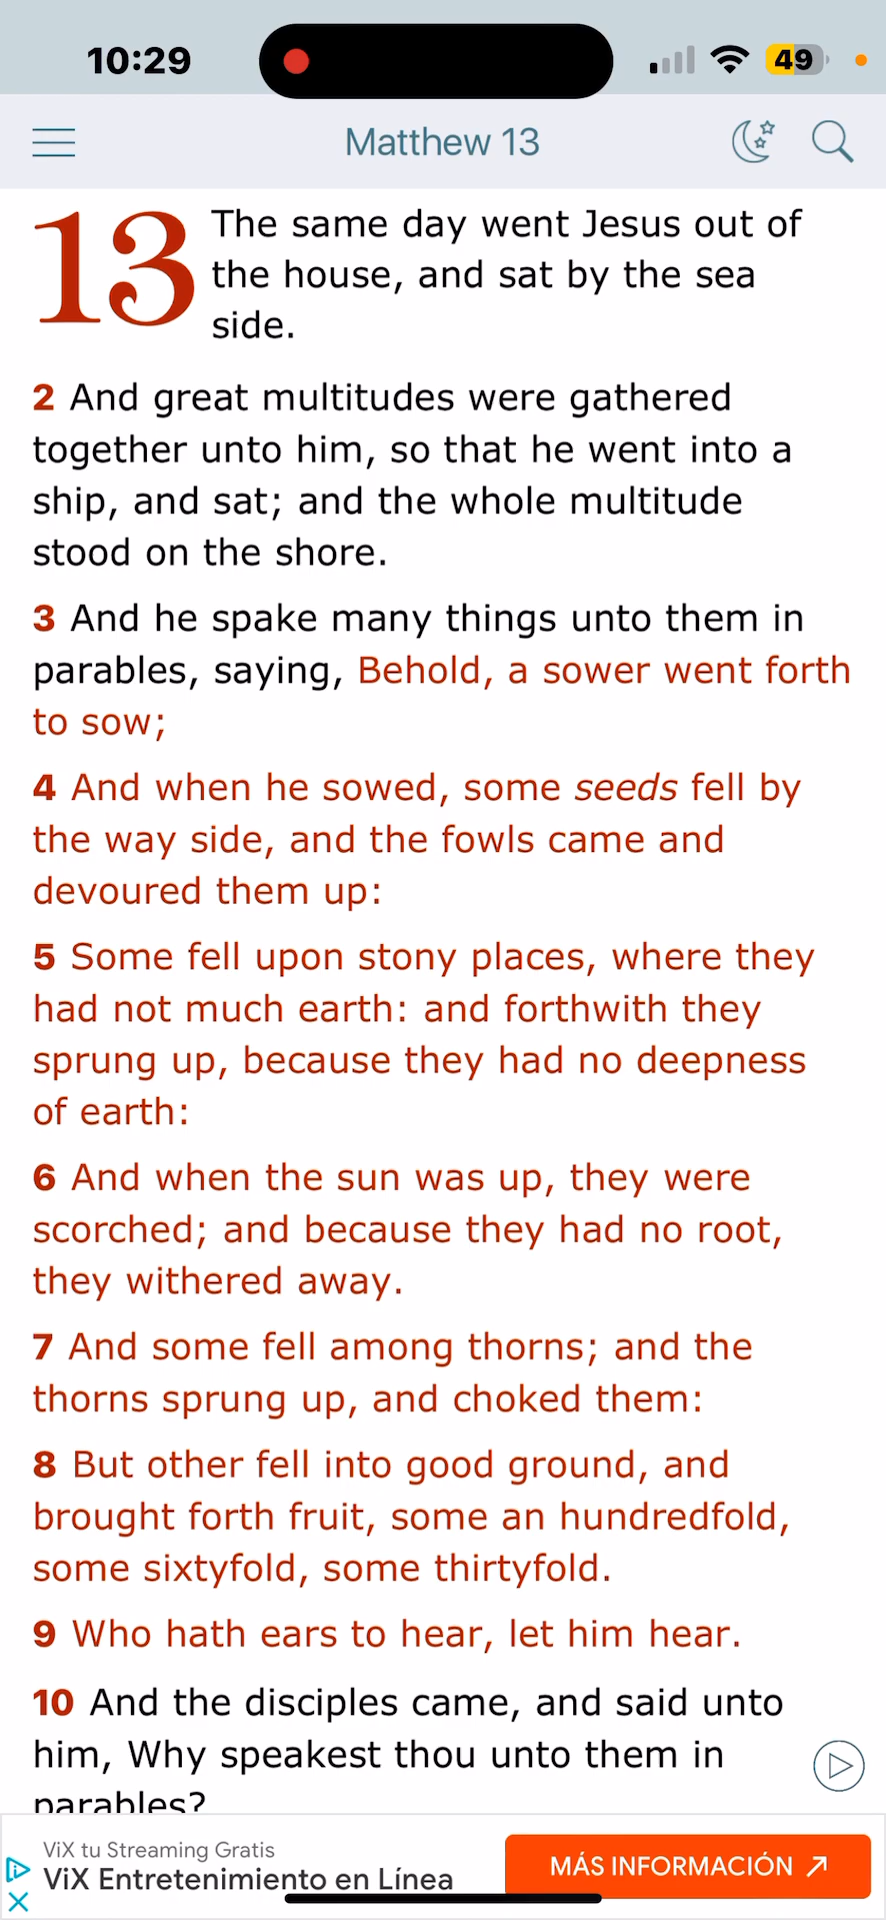 10:29
49
Matthew 13
13 The same day went Jesus out of
the house, and sat by the sea
side.
2 And great multitudes were gathered
together unto him, so that he went into a
ship, and sat; and the whole multitude
stood on the shore.
3 And he spake many things unto them in
parables, saying, Behold, a sower went forth
to sow;
4 And when he sowed, some seeds fell by
the way side, and the fowls came and
devoured them up:
5 Some fell upon stony places, where they
had not much earth: and forthwith they
sprung up, because they had no deepness
of earth:
6 And when the sun was up, they were
scorched; and because they had no root,
they withered away.
7 And some fell among thorns; and the
thorns sprung up, and choked them:
8 But other fell into good ground, and
brought forth fruit, some an hundredfold,
some sixtyfold, some thirtyfold.
9 Who hath ears to hear, let him hear.
10 And the disciples came, and said unto
him, Why speakest thou unto them in
parables?
ViX tu Streaming Gratis
ViX Entretenimiento en Línea
MÁS INFORMACIÓN